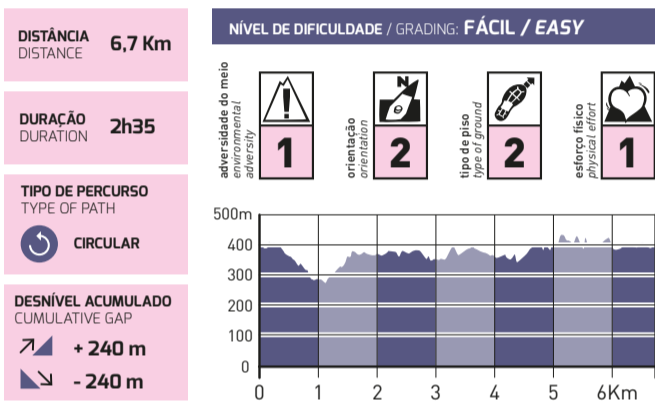 DISTÂNCIA
DISTANCE
6,7 Km
DURAÇÃO
DURATION
2h35
TIPO DE PERCURSO
TYPE OF PATH
CIRCULAR
DESNÍVEL ACUMULADO
CUMULATIVE GAP
+ 240 m
- 240 m
NÍVEL DE DIFICULDADE / GRADING: FÁCIL / EASY
adversidade do meio
environmental
adversity
1
orientação
orientation
N
2
tipo de piso
type of ground
2
esforço físico
physical effort
1
500m
400
300
200
100
0
0 1 2 3 4 5 6Km